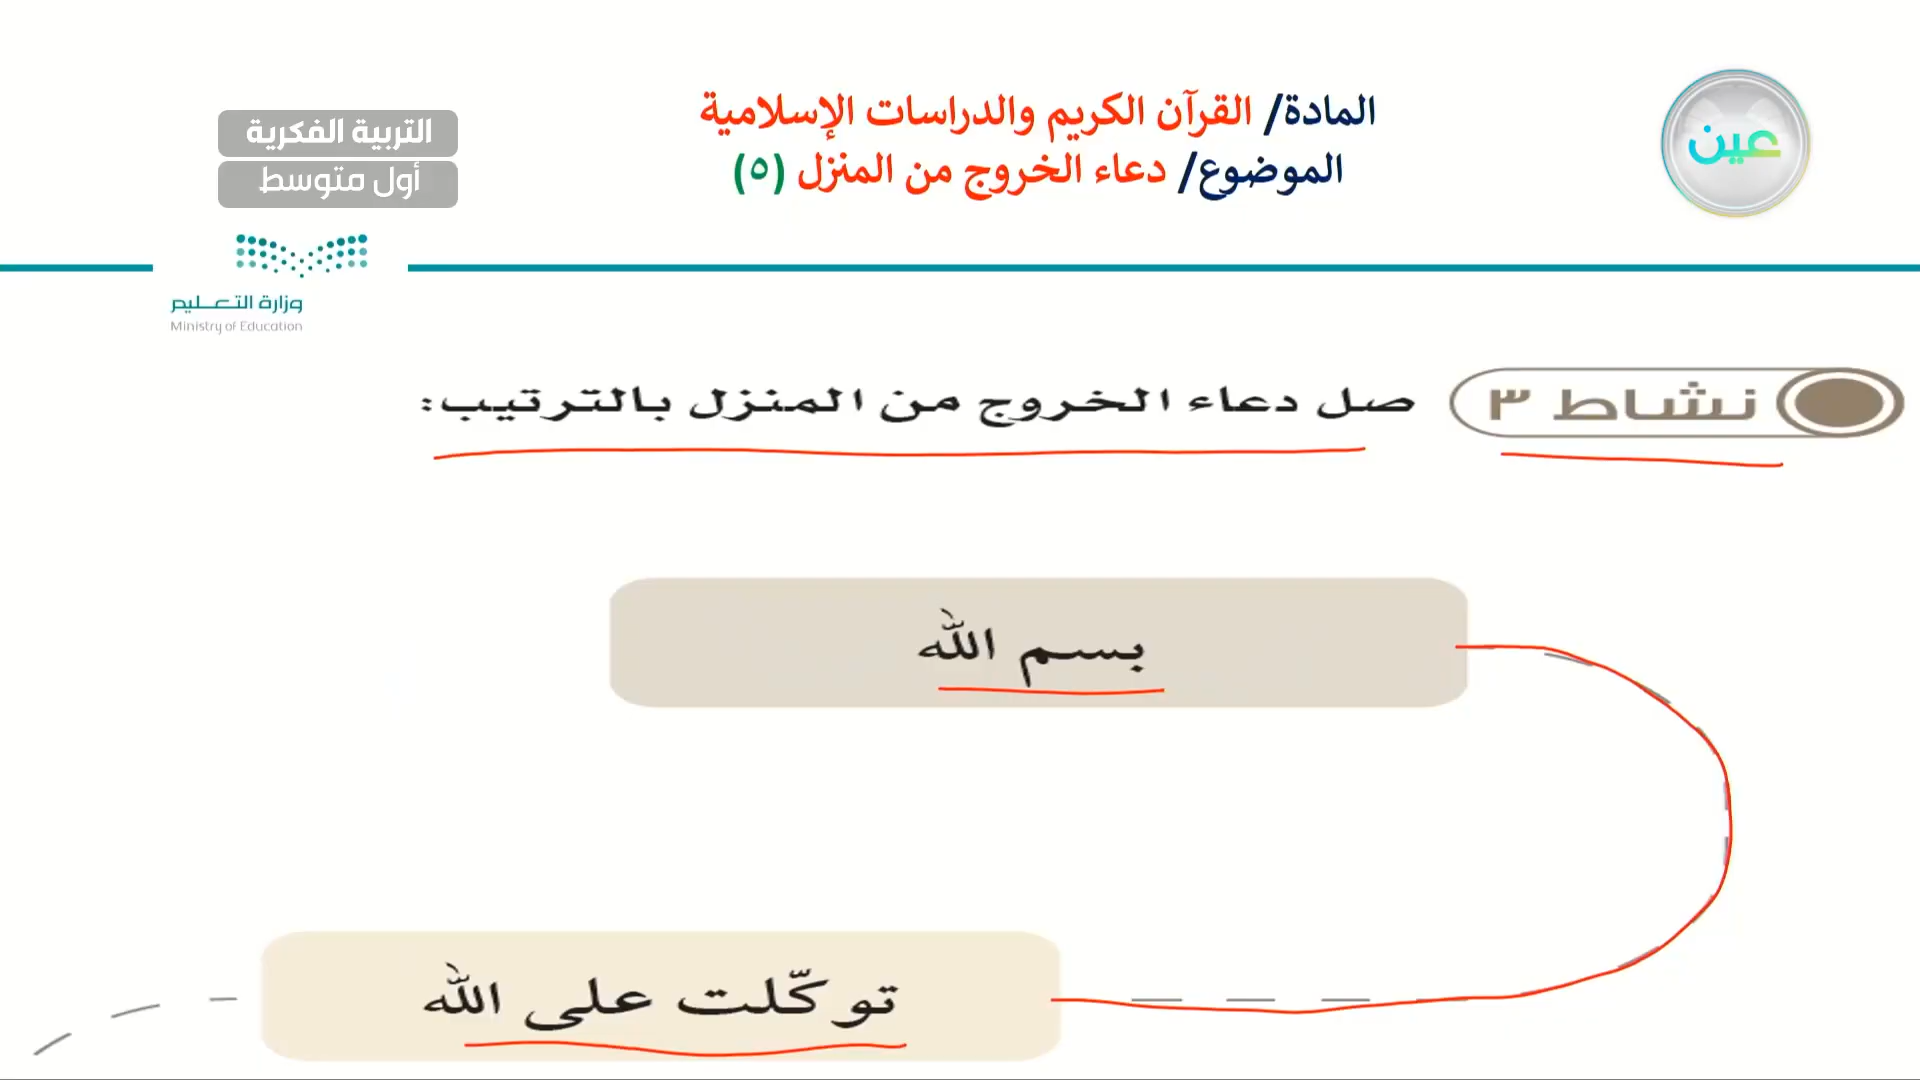 المادة/ القرآن الكريم والدراسات الإسلامية
الموضوع/ دعاء الخروج من المنزل (٥)
عين
التربية الفكرية
أول متوسط
وزارة التعـــليم
Ministry of Education
نشاط ٣
صل دعاء الخروج من المنزل بالترتيب:
بسم الله
توكّلت على الله